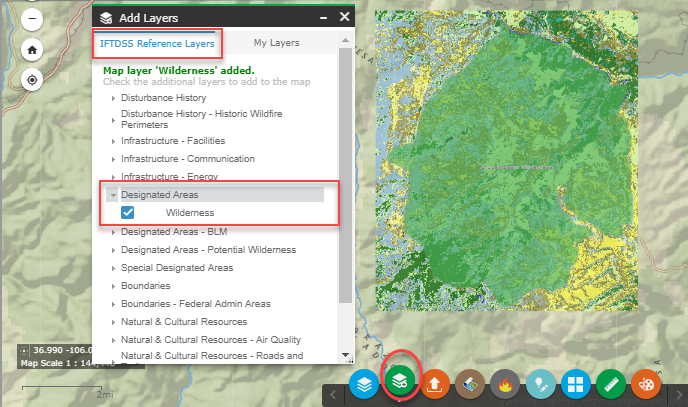 Add Layers
IFTDSS Reference Layers
My Layers
Map layer 'Wilderness' added.
Check the additional layers to add to the map
Disturbance History
Disturbance History - Historic Wildfire
Perimeters
Infrastructure - Facilities
Infrastructure - Communication
Infrastructure - Energy
Designated Areas
Wilderness
Designated Areas - BLM
Designated Areas - Potential Wilderness
Special Designated Areas
Boundaries
Boundaries - Federal Admin Areas
Natural & Cultural Resources
Natural & Cultural Resources - Air Quality
Natural & Cultural Resources - Roads and
36.990 -106.0
Map Scale 1 : 144,
2mi